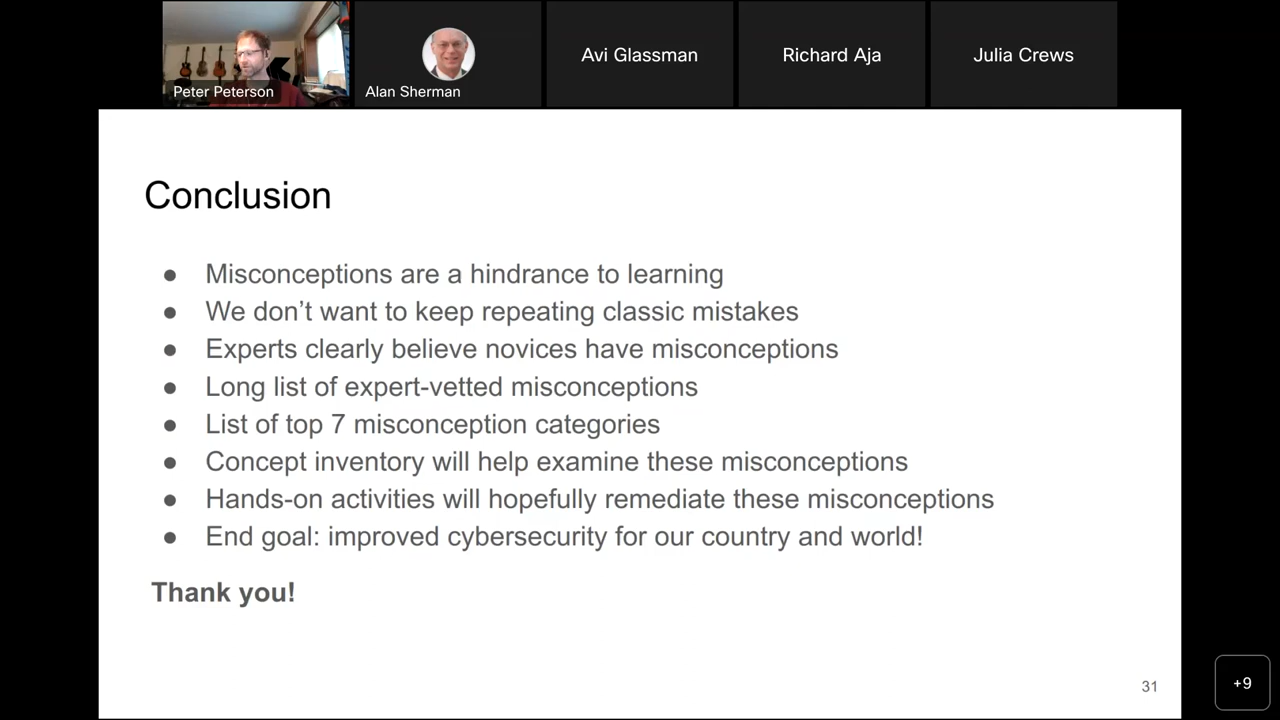 Peter Peterson
Alan Sherman
Avi Glassman
Richard Aja
Julia Crews
Conclusion
● Misconceptions are a hindrance to learning
● We don’t want to keep repeating classic mistakes
● Experts clearly believe novices have misconceptions
● Long list of expert-vetted misconceptions
● List of top 7 misconception categories
● Concept inventory will help examine these misconceptions
● Hands-on activities will hopefully remediate these misconceptions
● End goal: improved cybersecurity for our country and world!
Thank you!
31
+9